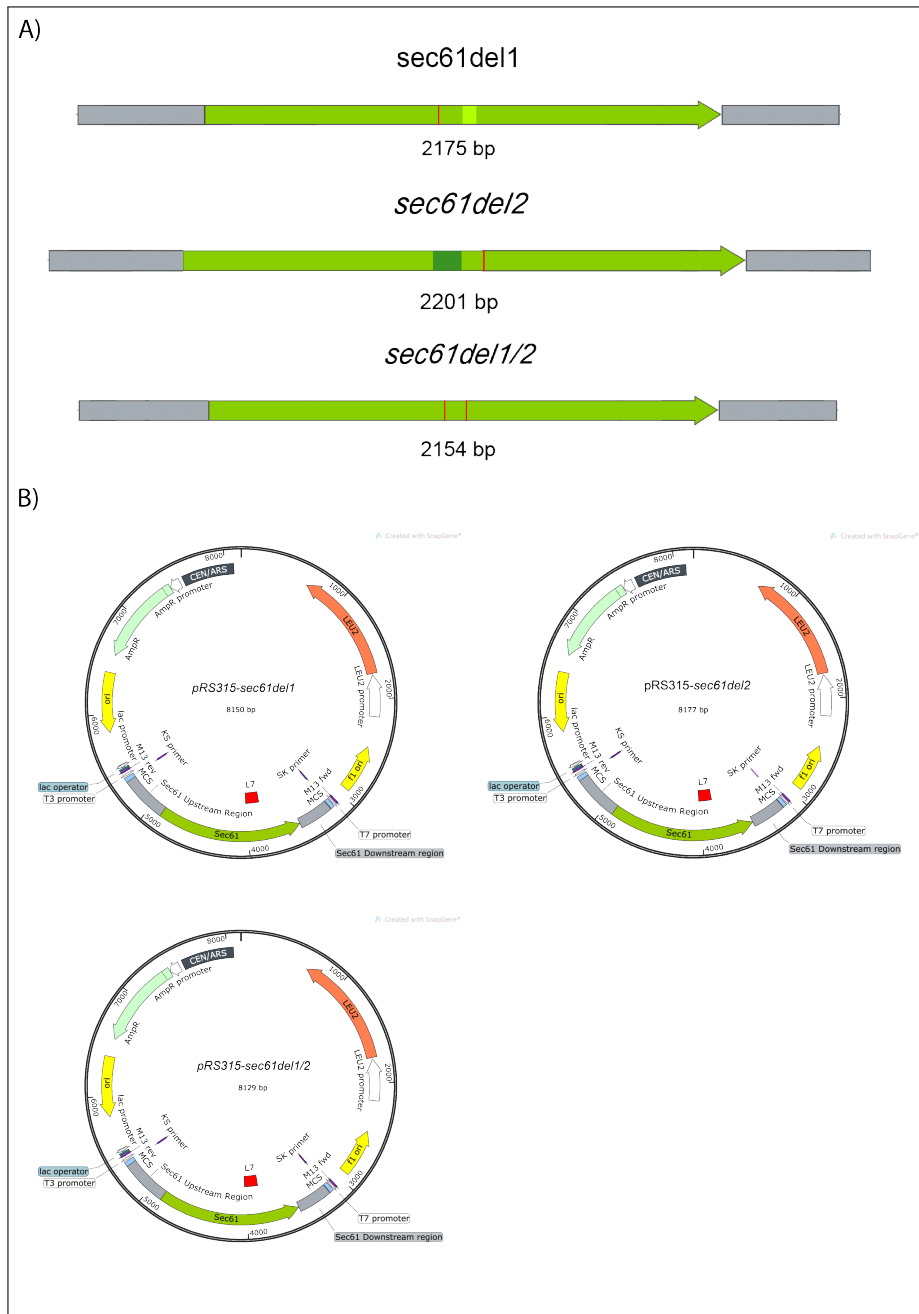 A)
sec61del1
2175 bp
sec61del2
2201 bp
sec61del1/2
2154 bp
B)
Created with SnapGene®
8000
CEN/ARS
1000
AmpR promoter
7000
AmpR
LEU2
LEU2 promoter
2000
pRS315-sec61del1
8150 bp
ori
6000
lac promoter
M13 rev
KS primer
lac operator
T3 promoter
MCS
Sec61 Upstream Region
L7
SK primer
M13 fwd
MCS
f1 ori
3000
5000
Sec61
4000
T7 promoter
Sec61 Downstream region
Created with SnapGene®
8000
CEN/ARS
1000
AmpR promoter
7000
AmpR
LEU2
LEU2 promoter
2000
pRS315-sec61del2
8177 bp
ori
6000
lac promoter
M13 rev
KS primer
lac operator
T3 promoter
MCS
Sec61 Upstream Region
L7
SK primer
M13 fwd
MCS
f1 ori
3000
5000
Sec61
4000
T7 promoter
Sec61 Downstream region
Created with SnapGene®
8000
CEN/ARS
1000
AmpR promoter
7000
AmpR
LEU2
LEU2 promoter
2000
pRS315-sec61del1/2
8129 bp
ori
6000
lac promoter
M13 rev
KS primer
lac operator
T3 promoter
MCS
Sec61 Upstream Region
L7
SK primer
M13 fwd
MCS
f1 ori
3000
5000
Sec61
4000
T7 promoter
Sec61 Downstream region